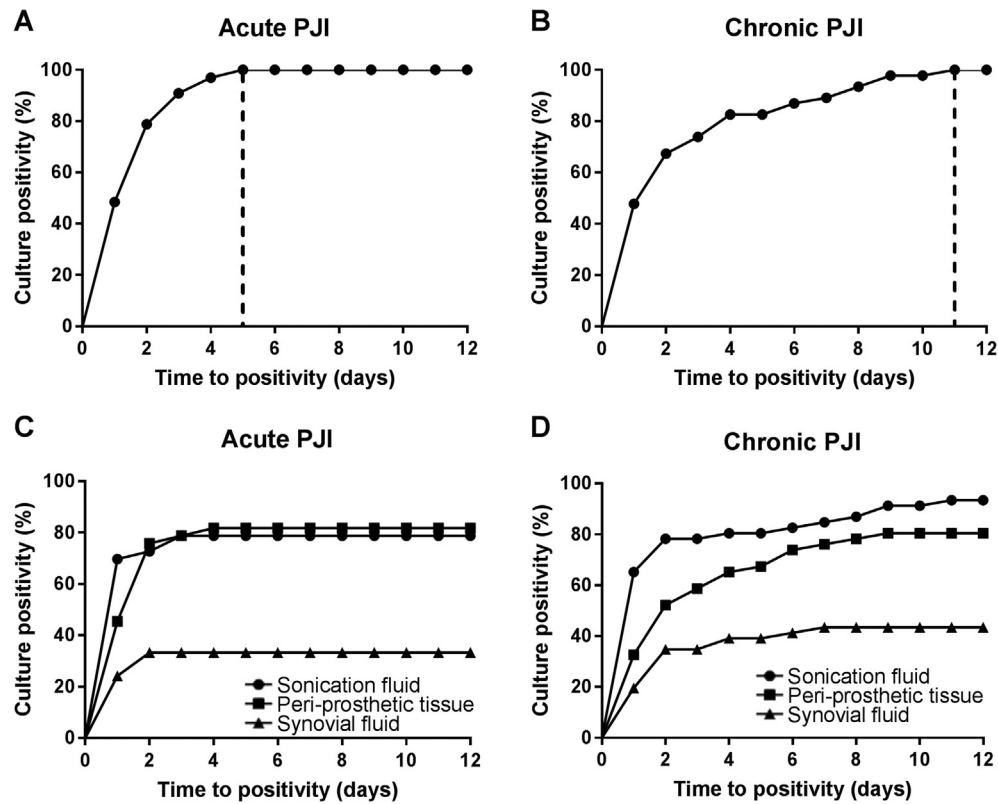 A
Acute PJI
Culture positivity (%)
100
80
60
40
20
0
0 2 4 6 8 10 12
Time to positivity (days)
B
Chronic PJI
Culture positivity (%)
100
80
60
40
20
0
0 2 4 6 8 10 12
Time to positivity (days)
C
Acute PJI
Culture positivity (%)
100
80
60
40
20
0
Sonication fluid
Peri-prosthetic tissue
Synovial fluid
0 2 4 6 8 10 12
Time to positivity (days)
D
Chronic PJI
Culture positivity (%)
100
80
60
40
20
0
Sonication fluid
Peri-prosthetic tissue
Synovial fluid
0 2 4 6 8 10 12
Time to positivity (days)